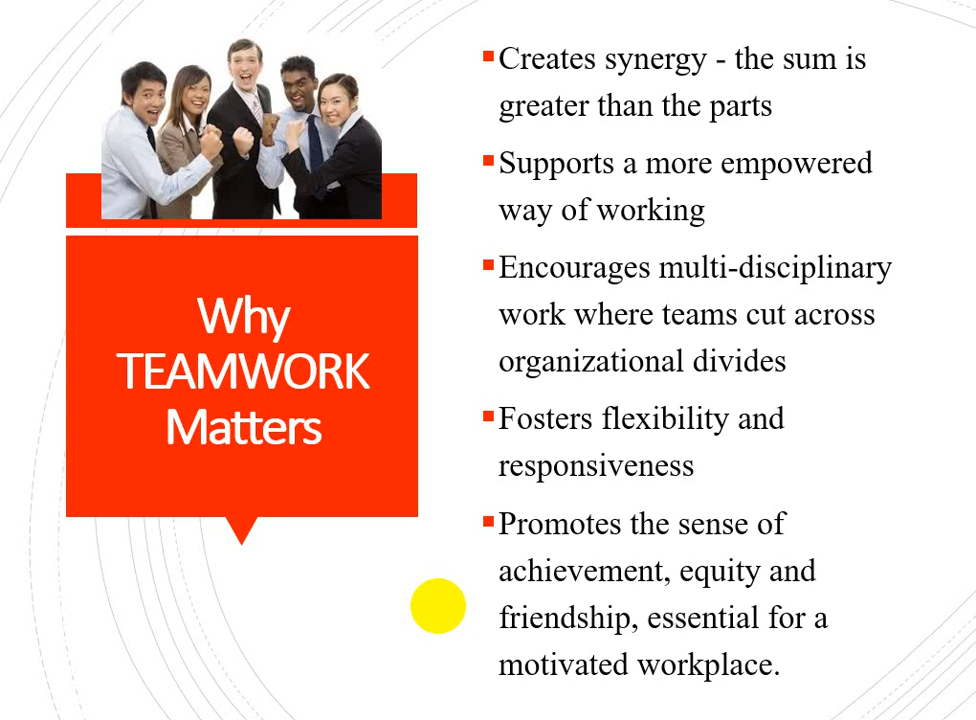 Why
TEAMWORK
Matters
Creates synergy - the sum is
greater than the parts
Supports a more empowered
way of working
Encourages multi-disciplinary
work where teams cut across
organizational divides
Fosters flexibility and
responsiveness
Promotes the sense of
achievement, equity and
friendship, essential for a
motivated workplace.